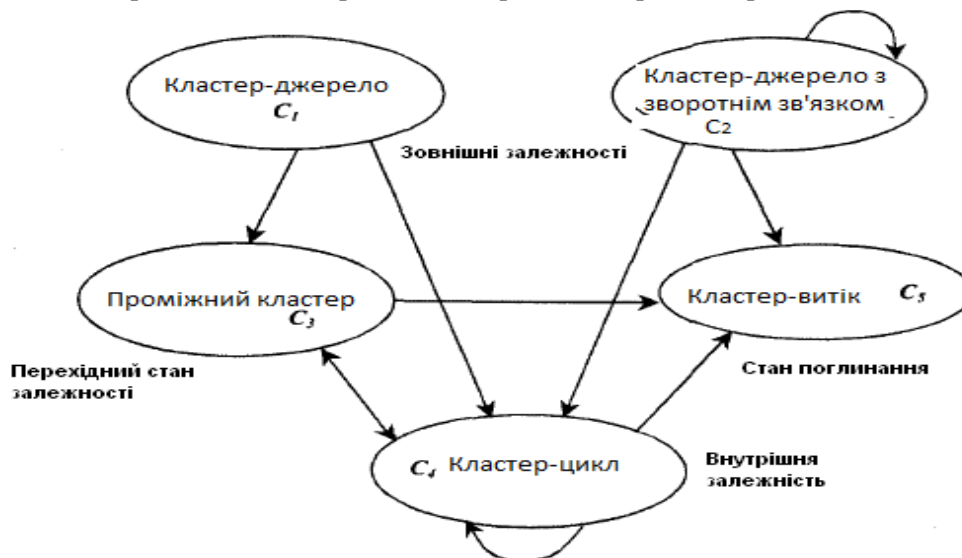 Кластер-джерело
C₁
Кластер-джерело з
зворотнім зв'язком
C₂
Зовнішні залежності
Проміжний кластер
C₃
Кластер-витік C₅
Перехідний стан
залежності
Стан поглинання
C₄ Кластер-цикл
Внутрішня
залежність